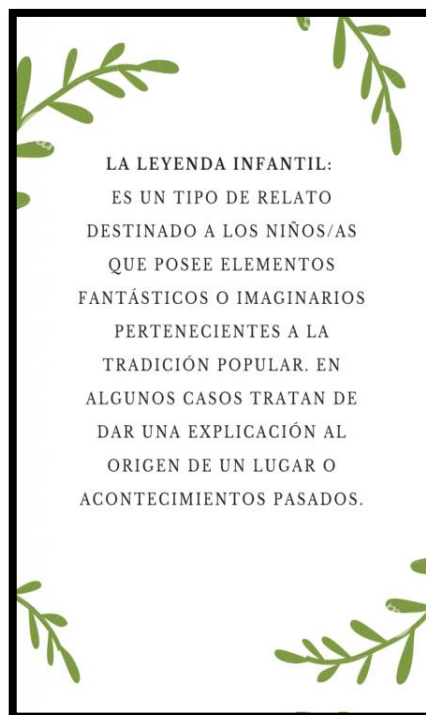 LA LEYENDA INFANTIL:
ES UN TIPO DE RELATO
DESTINADO A LOS NIÑOS/AS
QUE POSEE ELEMENTOS
FANTÁSTICOS O IMAGINARIOS
PERTENECIENTES A LA
TRADICIÓN POPULAR. EN
ALGUNOS CASOS TRATAN DE
DAR UNA EXPLICACIÓN AL
ORIGEN DE UN LUGAR O
ACONTECIMIENTOS PASADOS.